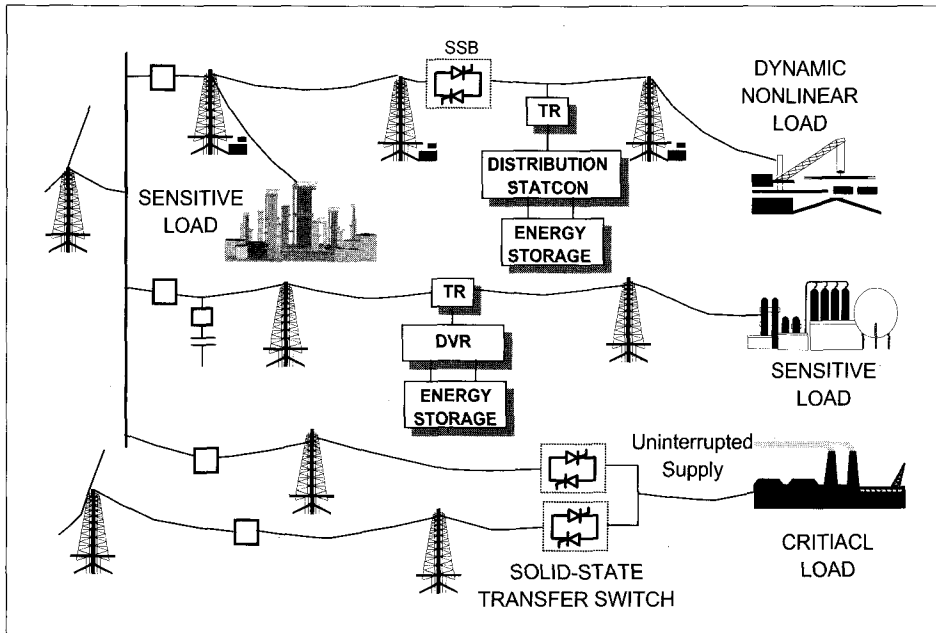 SSB
DYNAMIC
NONLINEAR
LOAD
TR
DISTRIBUTION
STATCON
SENSITIVE
LOAD
ENERGY
STORAGE
TR
DVR
SENSITIVE
LOAD
ENERGY
STORAGE
Uninterrupted
Supply
CRITIACL
LOAD
SOLID-STATE
TRANSFER SWITCH